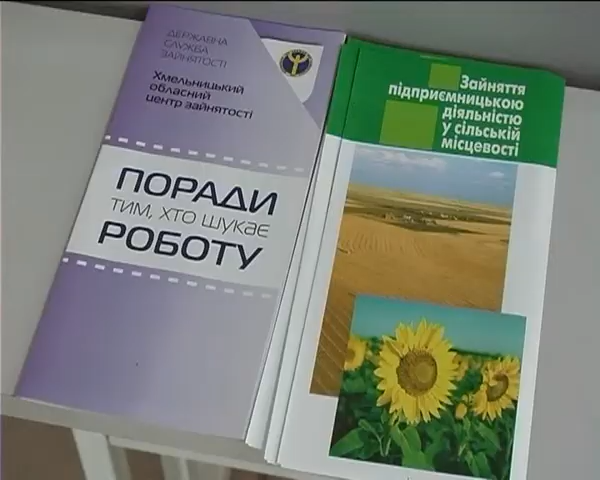 ДЕРЖАВНА
СЛУЖБА
ЗАЙНЯТОСТІ
Хмельницький
обласний
центр зайнятості
ПОРАДИ
ТИМ, ХТО ШУКАЄ
РОБОТУ
Зайняття
підприємницькою
діяльністю
у сільській
місцевості